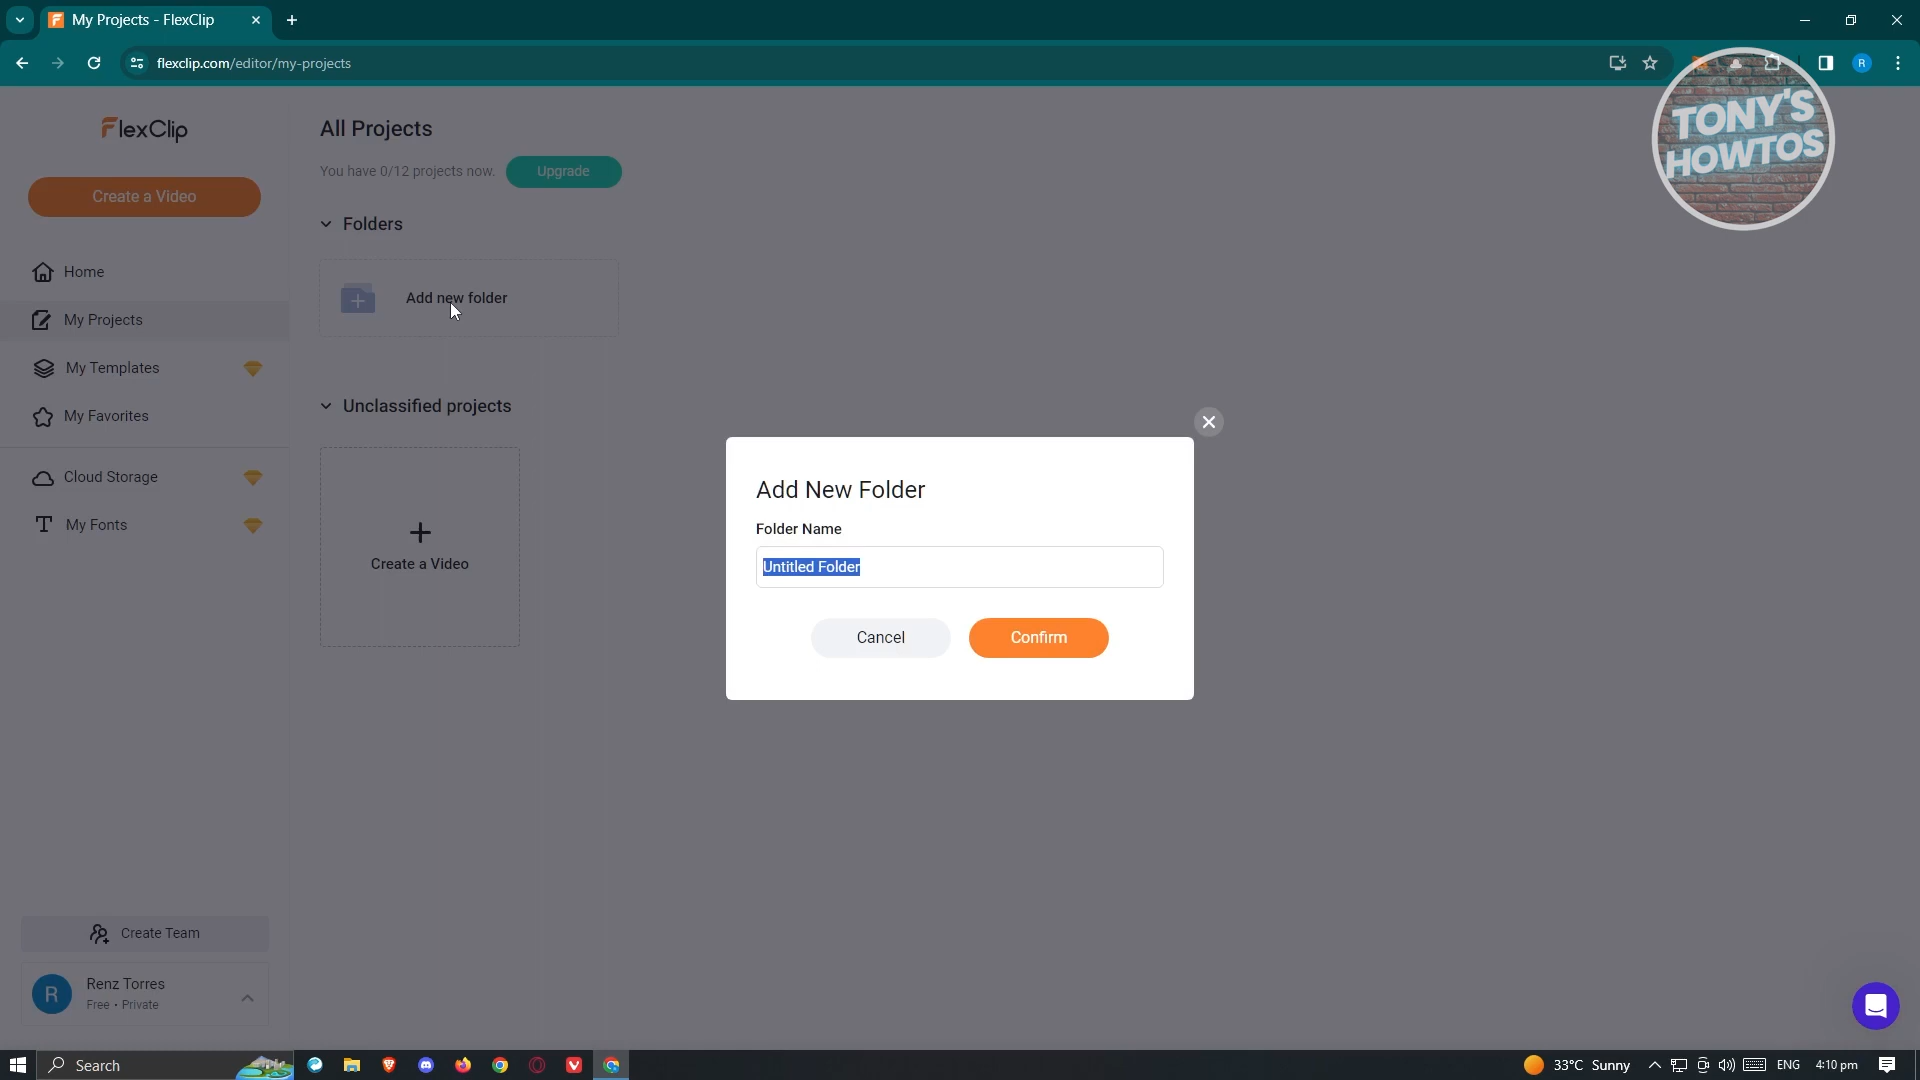 My Projects - FlexClip
flexclip.com/editor/my-projects
R
TONY'S
HOWTOS
FlexClip
Create a Video
Home
My Projects
My Templates
My Favorites
Cloud Storage
My Fonts
Create Team
R
Renz Torres
Free • Private
All Projects
You have 0/12 projects now.
Upgrade
Folders
Add new folder
Unclassified projects
Create a Video
Add New Folder
Folder Name
Untitled Folder
Cancel
Confirm
Search
33°C Sunny
ENG
4:10 pm